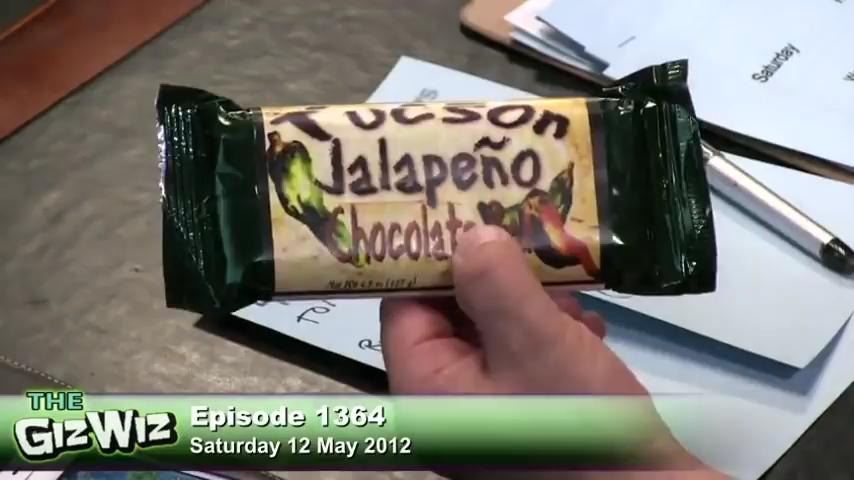 Tucson
Jalapeño
Chocolate
Saturday
THE
GIZWIZ
Episode 1364
Saturday 12 May 2012